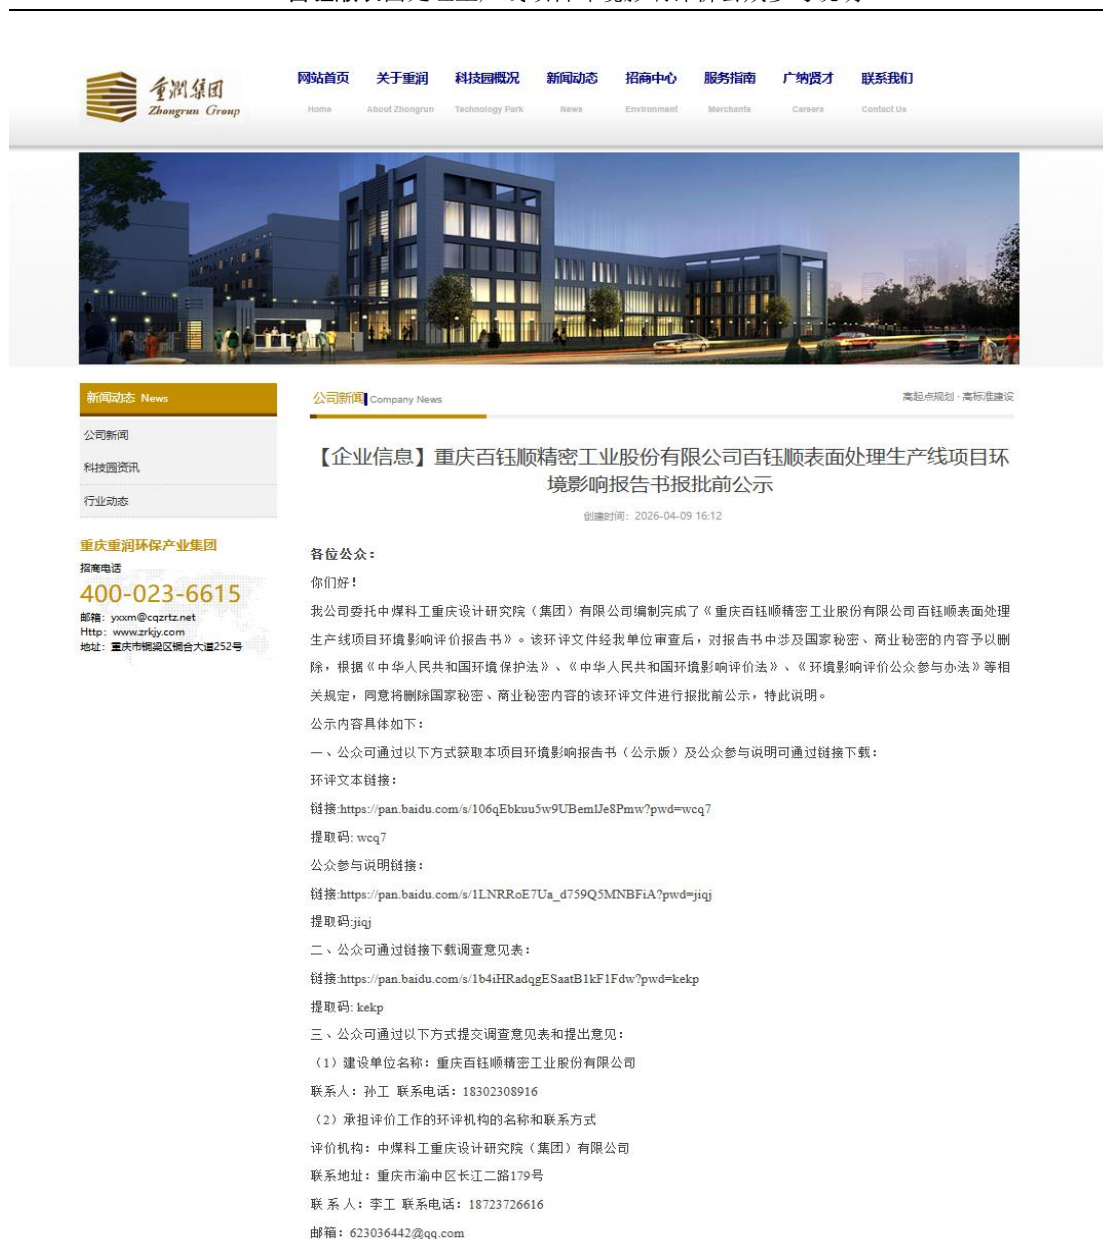 重润集团
Zhongrun Group
网站首页 关于重润 科技园概况 新闻动态 招商中心 服务指南 广纳贤才 联系我们
Home About Zhongrun Technology Park News Environment Merchants Careers Contact Us
新闻动态 News
公司新闻
科技园资讯
行业动态
重庆重润环保产业集团
招商电话
400-023-6615
邮箱：yxxm@cqzrtz.net
Http：www.zrkjy.com
地址：重庆市铜梁区铜合大道252号
公司新闻 Company News
高起点规划 · 高标准建设
【企业信息】重庆百钰顺精密工业股份有限公司百钰顺表面处理生产线项目环
境影响报告书报批前公示
创建时间：2026-04-09 16:12
各位公众：
你们好！
我公司委托中煤科工重庆设计研究院（集团）有限公司编制完成了《重庆百钰顺精密工业股份有限公司百钰顺表面处理
生产线项目环境影响评价报告书》。该环评文件经我单位审查后，对报告书中涉及国家秘密、商业秘密的内容予以删
除，根据《中华人民共和国环境保护法》、《中华人民共和国环境影响评价法》、《环境影响评价公众参与办法》等相
关规定，同意将删除国家秘密、商业秘密内容的该环评文件进行报批前公示，特此说明。
公示内容具体如下：
一、公众可通过以下方式获取本项目环境影响报告书（公示版）及公众参与说明可通过链接下载：
环评文本链接：
链接:https://pan.baidu.com/s/106qEbkuu5w9UBemlJe8Pmw?pwd=wcq7
提取码: wcq7
公众参与说明链接：
链接:https://pan.baidu.com/s/1LNRRoE7Ua_d759Q5MNBFiA?pwd=jiqj
提取码:jiqj
二、公众可通过链接下载调查意见表：
链接:https://pan.baidu.com/s/1b4iHRadqgESaatB1kF1Fdw?pwd=kekp
提取码: kekp
三、公众可通过以下方式提交调查意见表和提出意见：
（1）建设单位名称：重庆百钰顺精密工业股份有限公司
联系人：孙工 联系电话：18302308916
（2）承担评价工作的环评机构的名称和联系方式
评价机构：中煤科工重庆设计研究院（集团）有限公司
联系地址：重庆市渝中区长江二路179号
联 系 人：李工 联系电话：18723726616
邮箱：623036442@qq.com